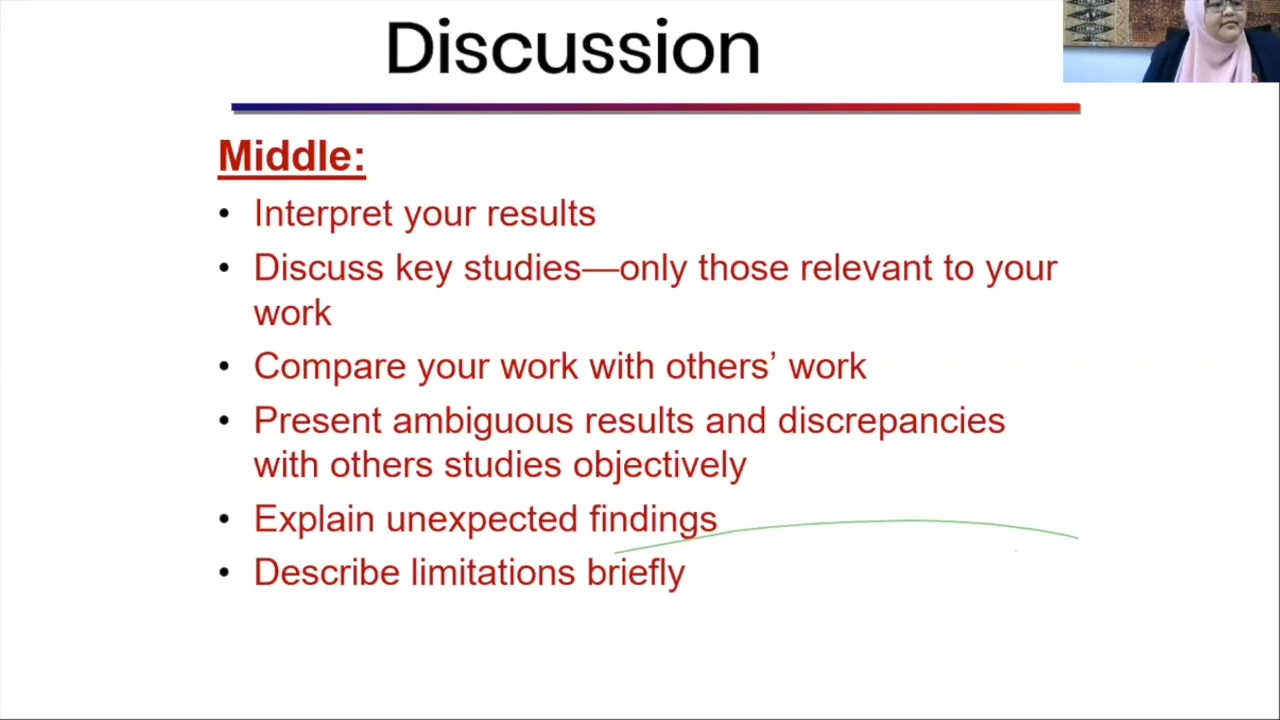 Discussion
Middle:
• Interpret your results
• Discuss key studies—only those relevant to your
work
• Compare your work with others’ work
• Present ambiguous results and discrepancies
with others studies objectively
• Explain unexpected findings
• Describe limitations briefly